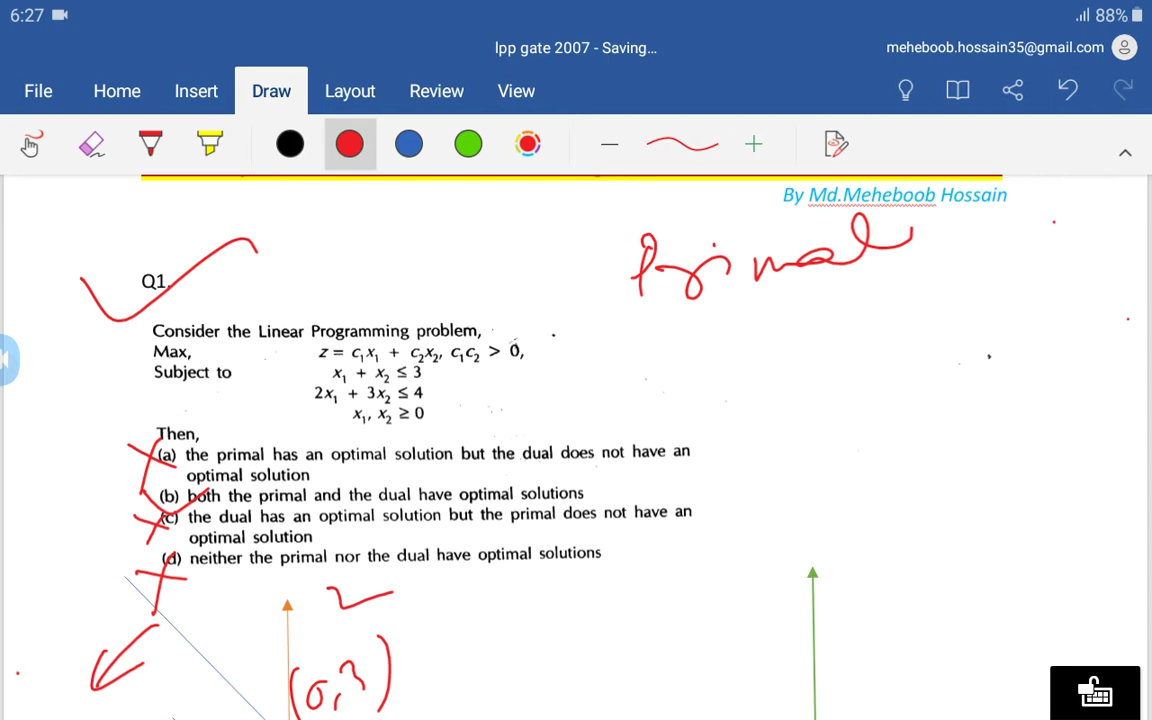 6:27 88%
lpp gate 2007 - Saving... meheboob.hossain35@gmail.com
File Home Insert Draw Layout Review View
By Md.Meheboob Hossain
Primal
Q1.
Consider the Linear Programming problem,
Max, z = c₁x₁ + c₂x₂, c₁c₂ > 0,
Subject to x₁ + x₂ ≤ 3
2x₁ + 3x₂ ≤ 4
x₁, x₂ ≥ 0
Then,
(a) the primal has an optimal solution but the dual does not have an
optimal solution
(b) both the primal and the dual have optimal solutions
(c) the dual has an optimal solution but the primal does not have an
optimal solution
(d) neither the primal nor the dual have optimal solutions
(0,3)